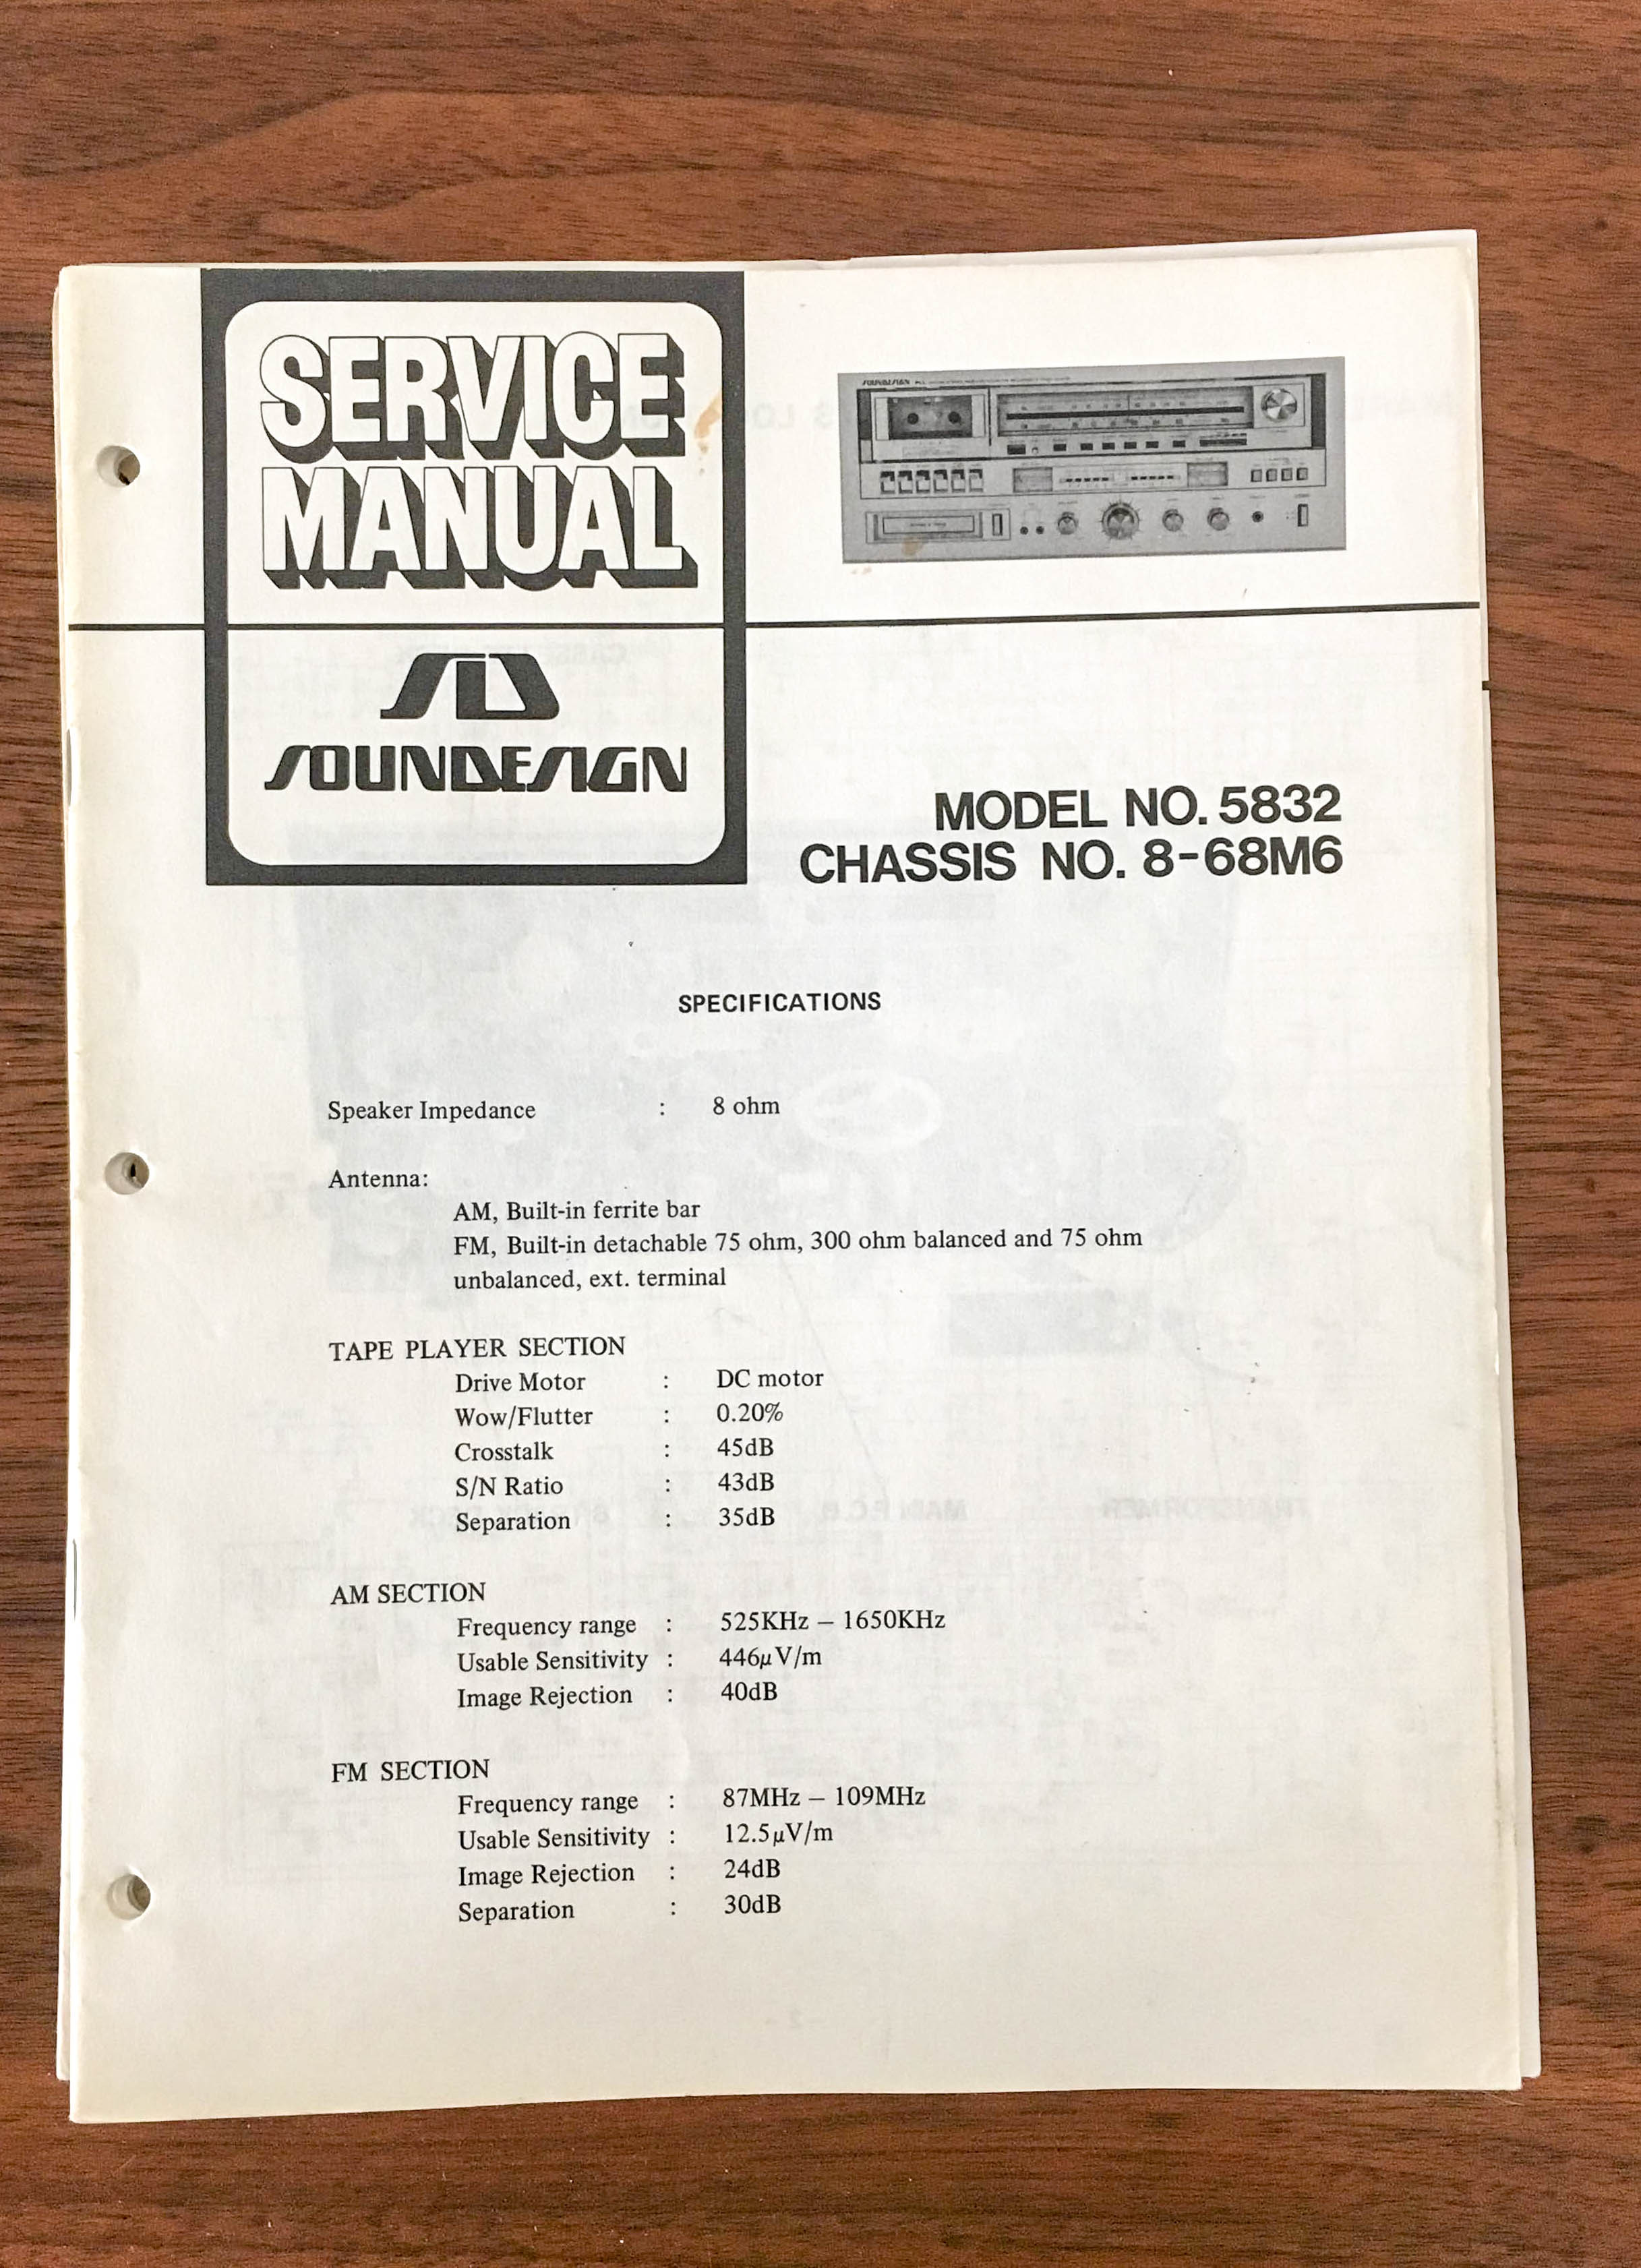 SERVICE
MANUAL
SOUNDESIGN
SOUNDESIGN
MODEL NO. 5832
CHASSIS NO. 8-68M6
SPECIFICATIONS
Speaker Impedance : 8 ohm
Antenna:
AM, Built-in ferrite bar
FM, Built-in detachable 75 ohm, 300 ohm balanced and 75 ohm
unbalanced, ext. terminal
TAPE PLAYER SECTION
Drive Motor : DC motor
Wow/Flutter : 0.20%
Crosstalk : 45dB
S/N Ratio : 43dB
Separation : 35dB
AM SECTION
Frequency range : 525KHz – 1650KHz
Usable Sensitivity : 446μV/m
Image Rejection : 40dB
FM SECTION
Frequency range : 87MHz – 109MHz
Usable Sensitivity : 12.5μV/m
Image Rejection : 24dB
Separation : 30dB